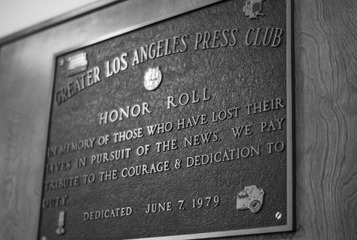 GREATER LOS ANGELES PRESS CLUB
HONOR ROLL
IN MEMORY OF THOSE WHO HAVE LOST THEIR
LIVES IN PURSUIT OF THE NEWS. WE PAY
TRIBUTE TO THE COURAGE & DEDICATION TO
DUTY.
DEDICATED JUNE 7, 1979